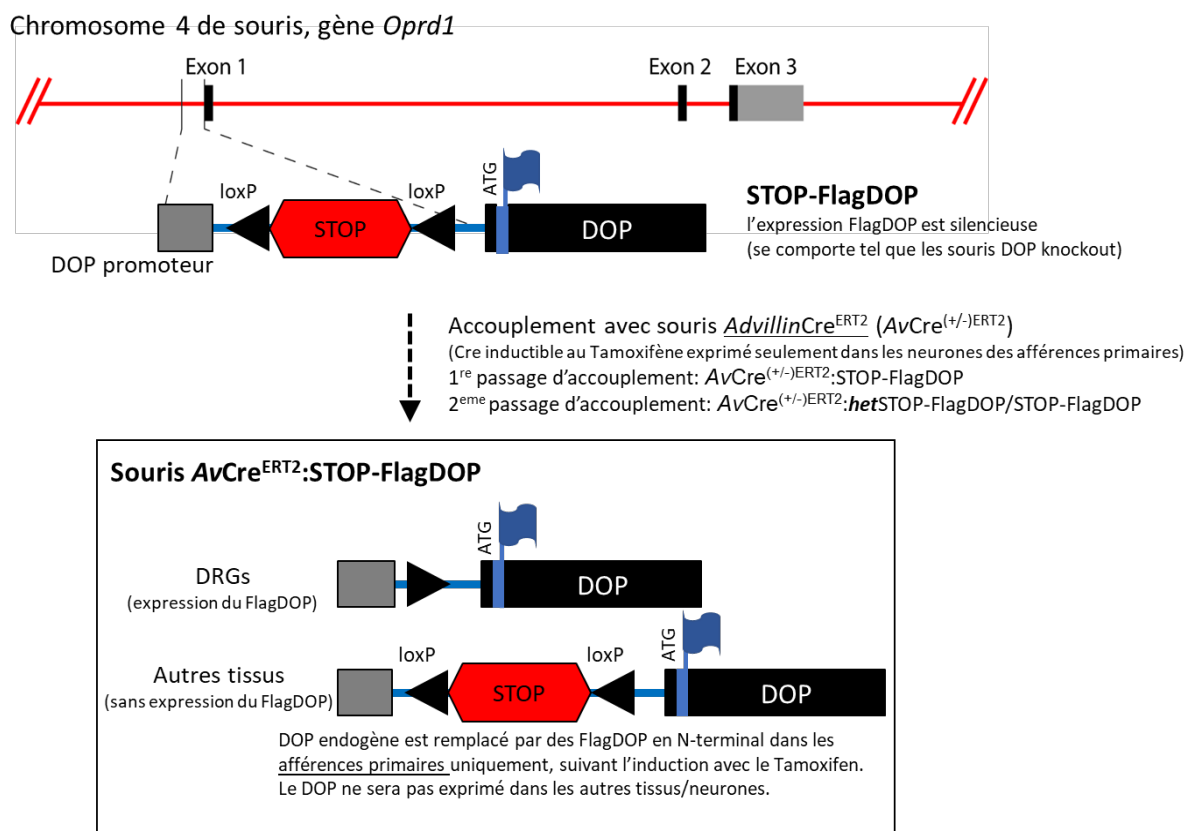 Chromosome 4 de souris, gène Oprd1
Exon 1
Exon 2
Exon 3
loxP
loxP
ATG
STOP
DOP
DOP promoteur
STOP-FlagDOP
l'expression FlagDOP est silencieuse
(se comporte tel que les souris DOP knockout)
Accouplement avec souris AdvillinCreERT2 (AvCre(+/-)ERT2)
(Cre inductible au Tamoxifène exprimé seulement dans les neurones des afférences primaires)
1re passage d'accouplement: AvCre(+/-)ERT2:STOP-FlagDOP
2eme passage d'accouplement: AvCre(+/-)ERT2:hetSTOP-FlagDOP/STOP-FlagDOP
Souris AvCreERT2:STOP-FlagDOP
ATG
DRGs
(expression du FlagDOP)
DOP
loxP
loxP
ATG
Autres tissus
(sans expression du FlagDOP)
STOP
DOP
DOP endogène est remplacé par des FlagDOP en N-terminal dans les
afférences primaires uniquement, suivant l'induction avec le Tamoxifen.
Le DOP ne sera pas exprimé dans les autres tissus/neurones.